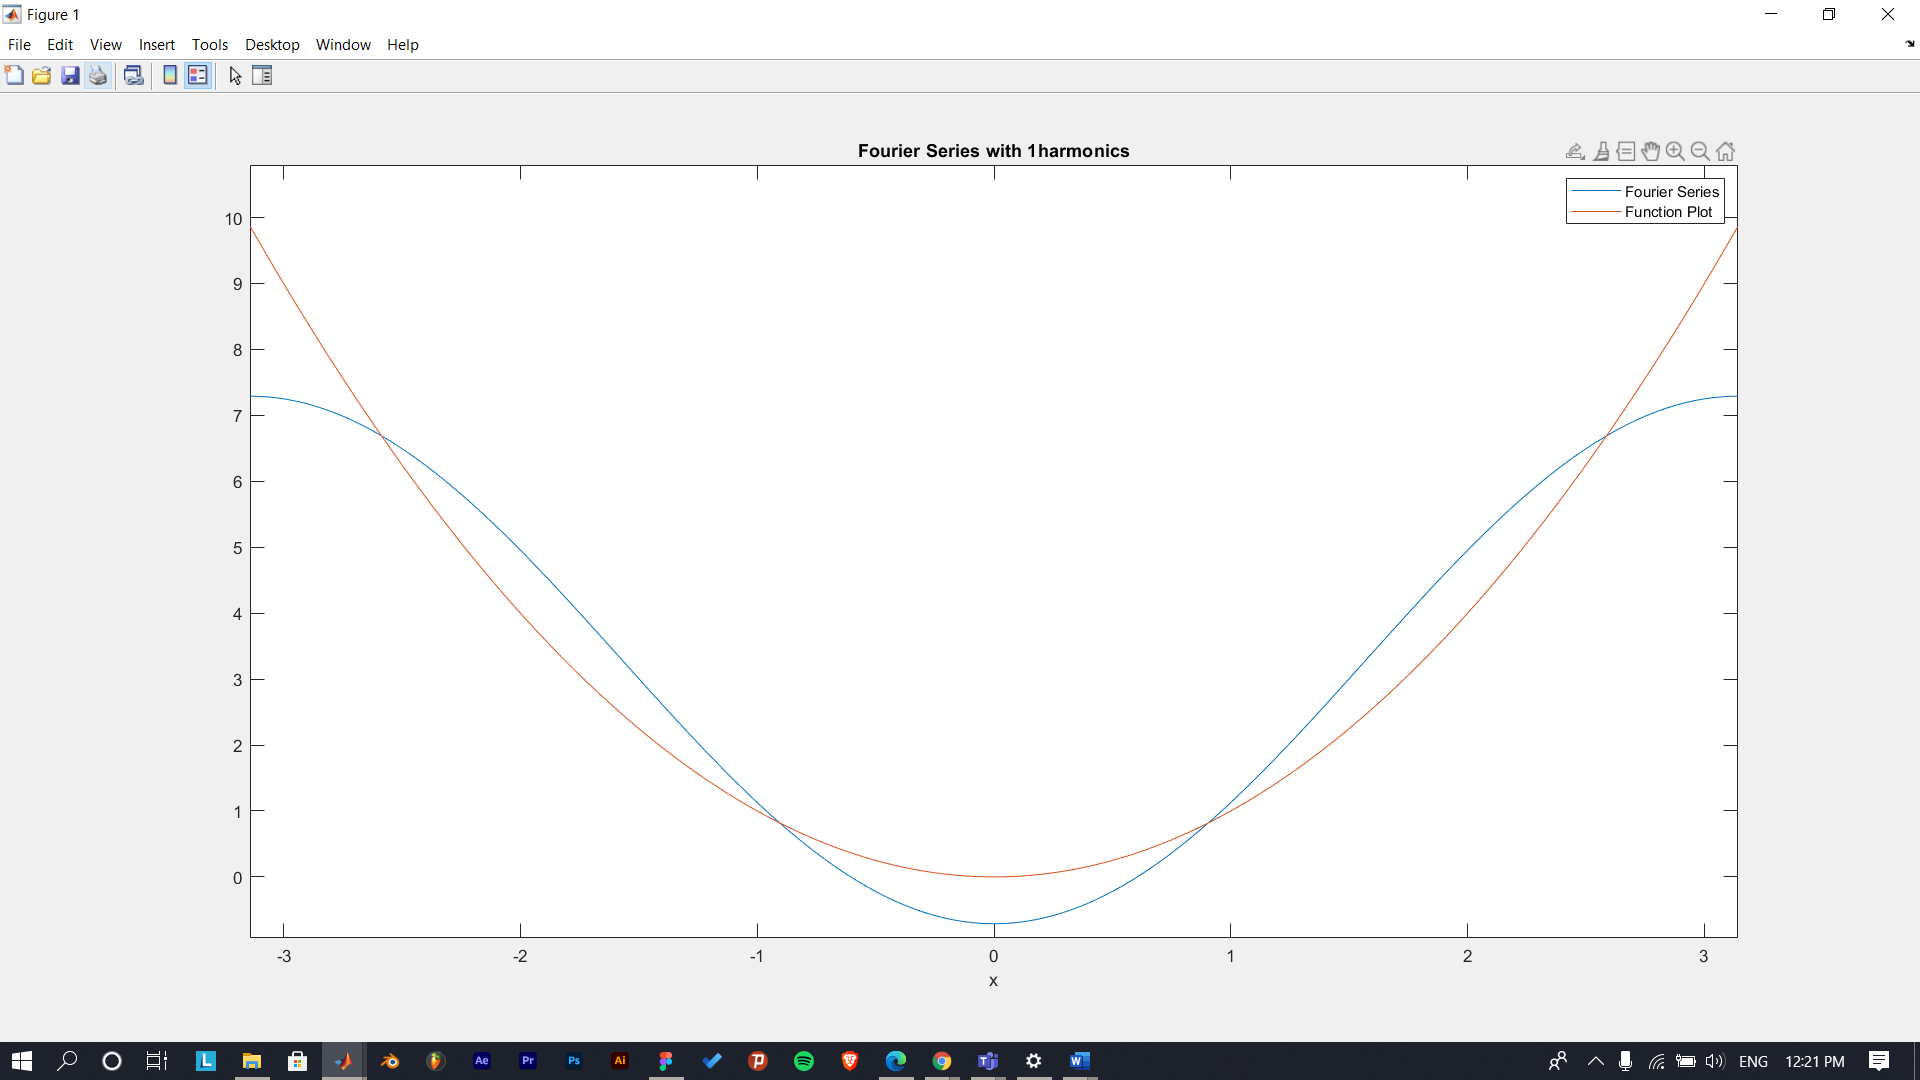 Figure 1
File Edit View Insert Tools Desktop Window Help
Fourier Series with 1harmonics
Fourier Series
Function Plot
10
9
8
7
6
5
4
3
2
1
0
-3 -2 -1 0 1 2 3
x
L Ae Pr Ps Ai W ENG 12:21 PM